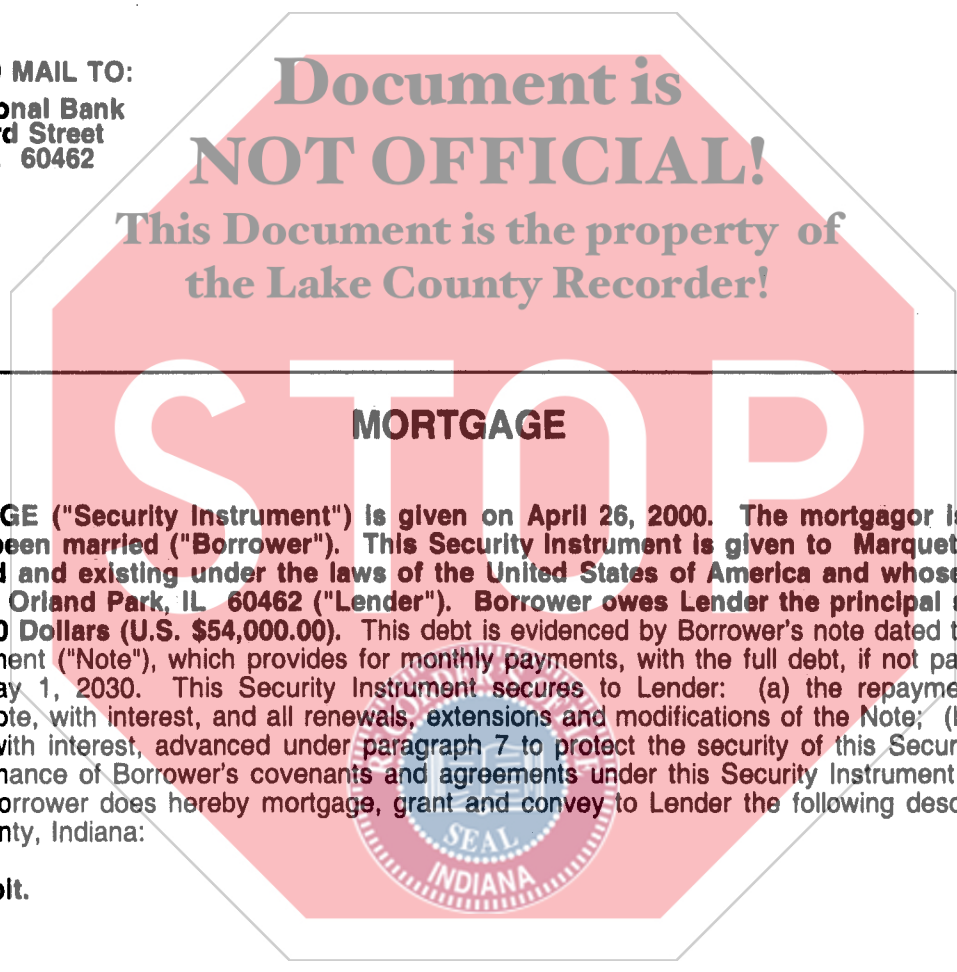 MAIL TO:
onal Bank
rd Street
60462
Document is
NOT OFFICIAL!
This Document is the property of
the Lake County Recorder!
STOP
MORTGAGE
GE ("Security Instrument") is given on April 26, 2000. The mortgagor is
been married ("Borrower"). This Security Instrument is given to Marquet
d and existing under the laws of the United States of America and whose
Orland Park, IL 60462 ("Lender"). Borrower owes Lender the principal s
0 Dollars (U.S. $54,000.00). This debt is evidenced by Borrower's note dated t
ment ("Note"), which provides for monthly payments, with the full debt, if not pa
ay 1, 2030. This Security Instrument secures to Lender: (a) the repayme
ote, with interest, and all renewals, extensions and modifications of the Note; (
with interest, advanced under paragraph 7 to protect the security of this Secur
nance of Borrower's covenants and agreements under this Security Instrument
orrower does hereby mortgage, grant and convey to Lender the following desc
nty, Indiana:
bit.
RECORDER'S OFFICE
SEAL
INDIANA